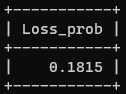 +-----------+
| Loss_prob |
+-----------+
|    0.1815 |
+-----------+